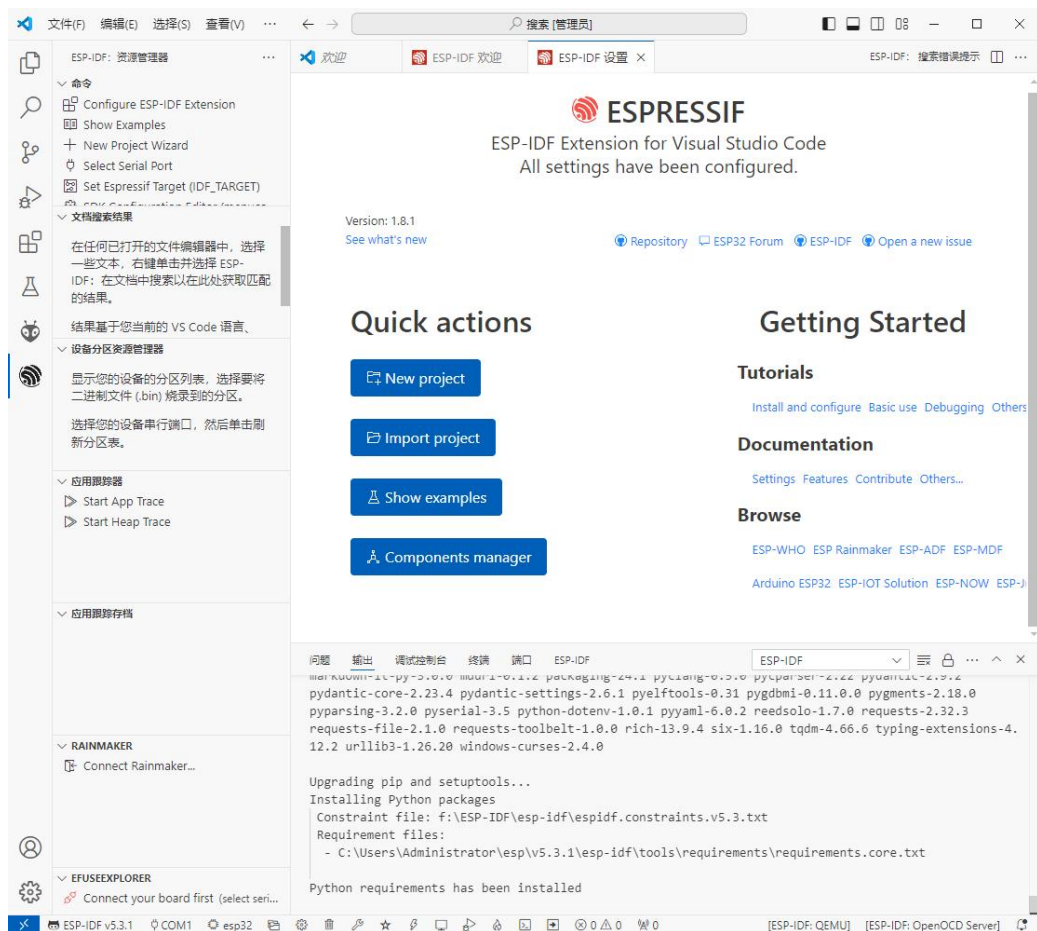 文件(F) 编辑(E) 选择(S) 查看(V) ··· ← → 搜索 [管理员]
ESP-IDF：资源管理器 ···
欢迎 ESP-IDF 欢迎 ESP-IDF 设置 × ESP-IDF：搜索错误提示 ···
命令
Configure ESP-IDF Extension
Show Examples
New Project Wizard
Select Serial Port
Set Espressif Target (IDF_TARGET)
文档搜索结果
在任何已打开的文件编辑器中，选择
一些文本，右键单击并选择 ESP-
IDF：在文档中搜索以在此处获取匹配
的结果。
结果基于您当前的 VS Code 语言、
设备分区资源管理器
显示您的设备的分区列表，选择要将
二进制文件 (.bin) 烧录到的分区。
选择您的设备串行端口，然后单击刷
新分区表。
应用跟踪器
Start App Trace
Start Heap Trace
应用跟踪存档
RAINMAKER
Connect Rainmaker...
EFUSEEXPLORER
Connect your board first (select seri...
ESPRESSIF
ESP-IDF Extension for Visual Studio Code
All settings have been configured.
Version: 1.8.1
See what's new
Repository ESP32 Forum ESP-IDF Open a new issue
Quick actions
New project
Import project
Show examples
Components manager
Getting Started
Tutorials
Install and configure Basic use Debugging Others
Documentation
Settings Features Contribute Others...
Browse
ESP-WHO ESP Rainmaker ESP-ADF ESP-MDF
Arduino ESP32 ESP-IOT Solution ESP-NOW
问题 输出 调试控制台 终端 端口 ESP-IDF ESP-IDF
pydantic-core-2.23.4 pydantic-settings-2.6.1 pyelftools-0.31 pygdbmi-0.11.0.0 pygments-2.18.0
pyparsing-3.2.0 pyserial-3.5 python-dotenv-1.0.1 pyyaml-6.0.2 reedsolo-1.7.0 requests-2.32.3
requests-file-2.1.0 requests-toolbelt-1.0.0 rich-13.9.4 six-1.16.0 tqdm-4.66.6 typing-extensions-4.
12.2 urllib3-1.26.20 windows-curses-2.4.0
Upgrading pip and setuptools...
Installing Python packages
Constraint file: f:\ESP-IDF\esp-idf\espidf.constraints.v5.3.txt
Requirement files:
- C:\Users\Administrator\esp\v5.3.1\esp-idf\tools\requirements\requirements.core.txt
Python requirements has been installed
ESP-IDF v5.3.1 COM1 esp32 0 0 0 [ESP-IDF: QEMU] [ESP-IDF: OpenOCD Server]